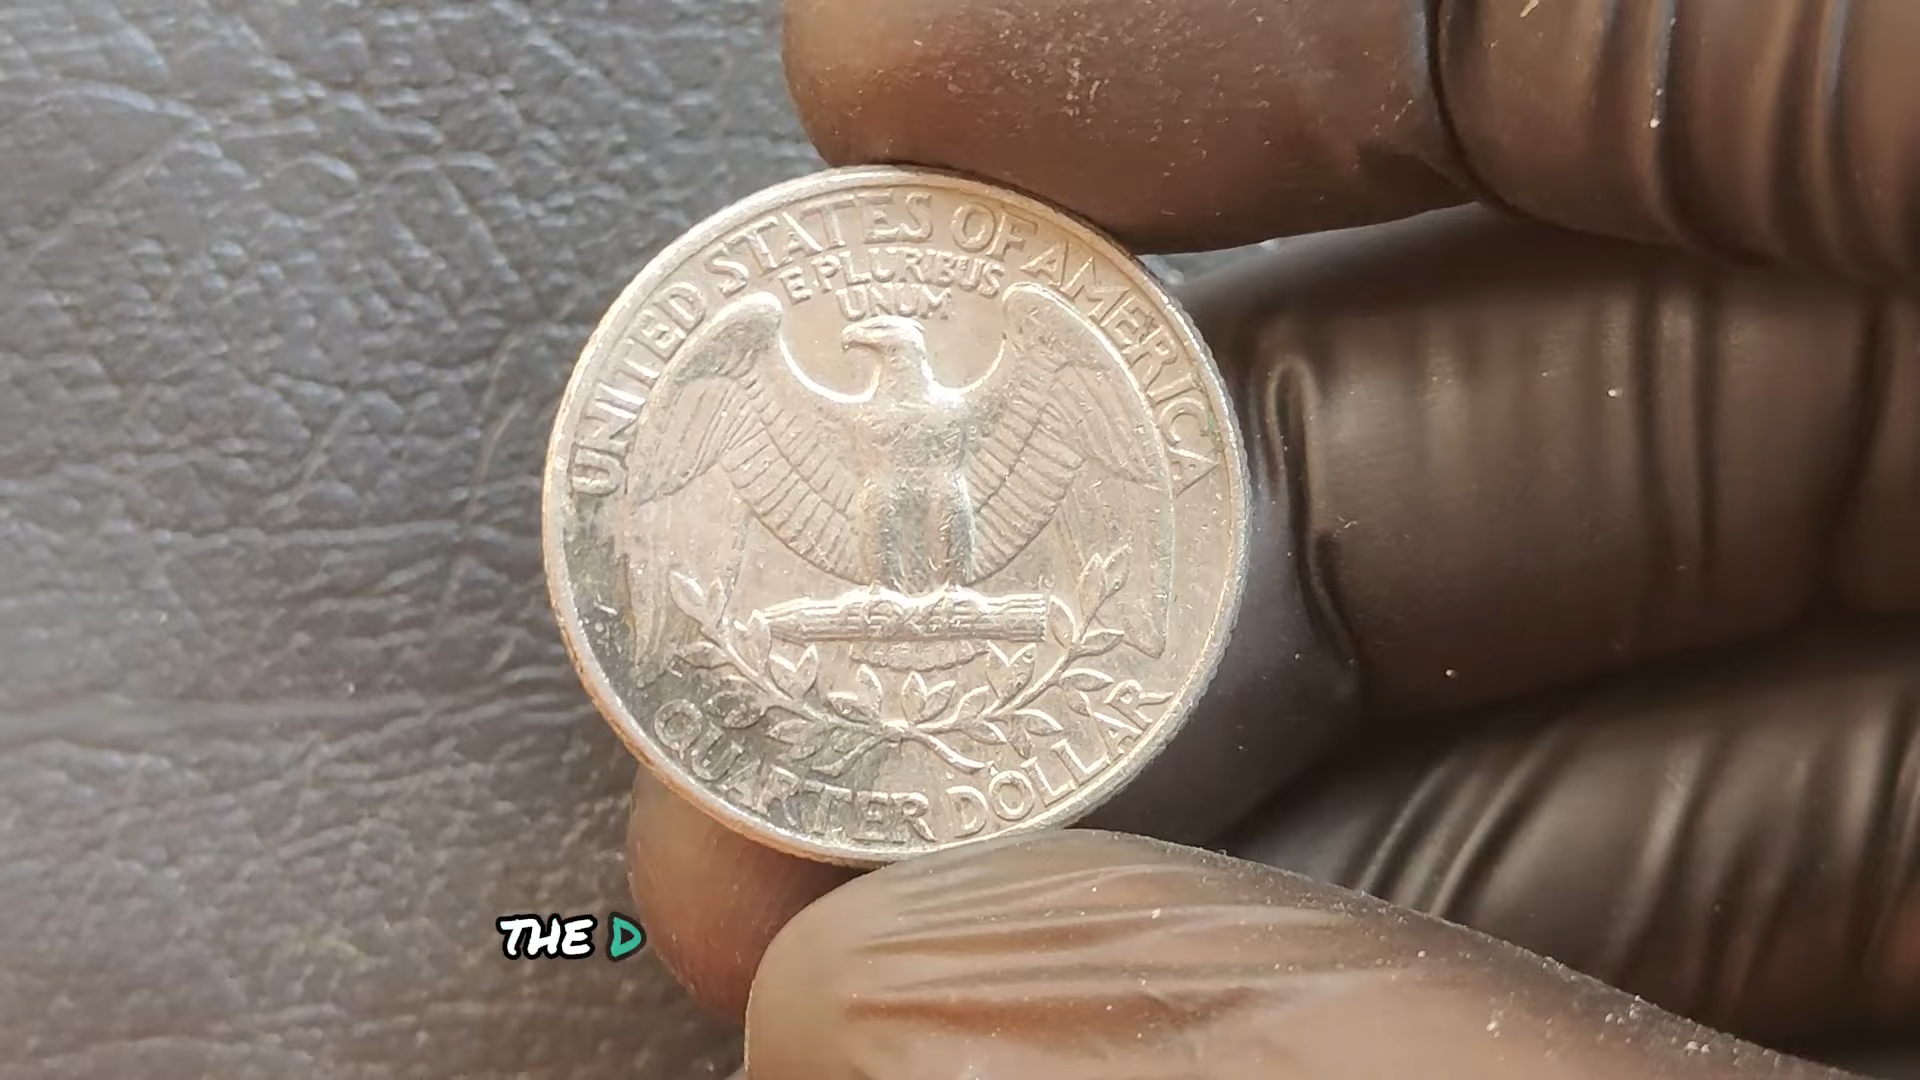 UNITED STATES OF AMERICA
E PLURIBUS
UNUM
QUARTER DOLLAR
THE D